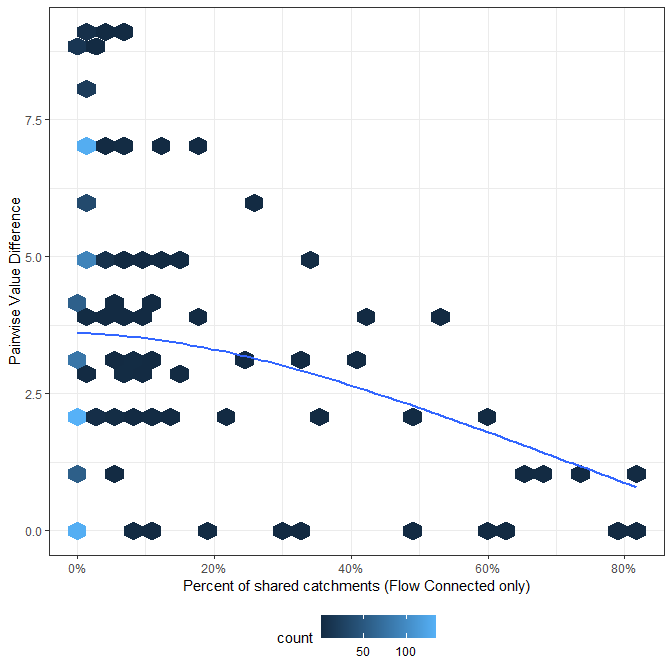 Pairwise Value Difference
7.5
5.0
2.5
0.0
0% 20% 40% 60% 80%
Percent of shared catchments (Flow Connected only)
count
50 100